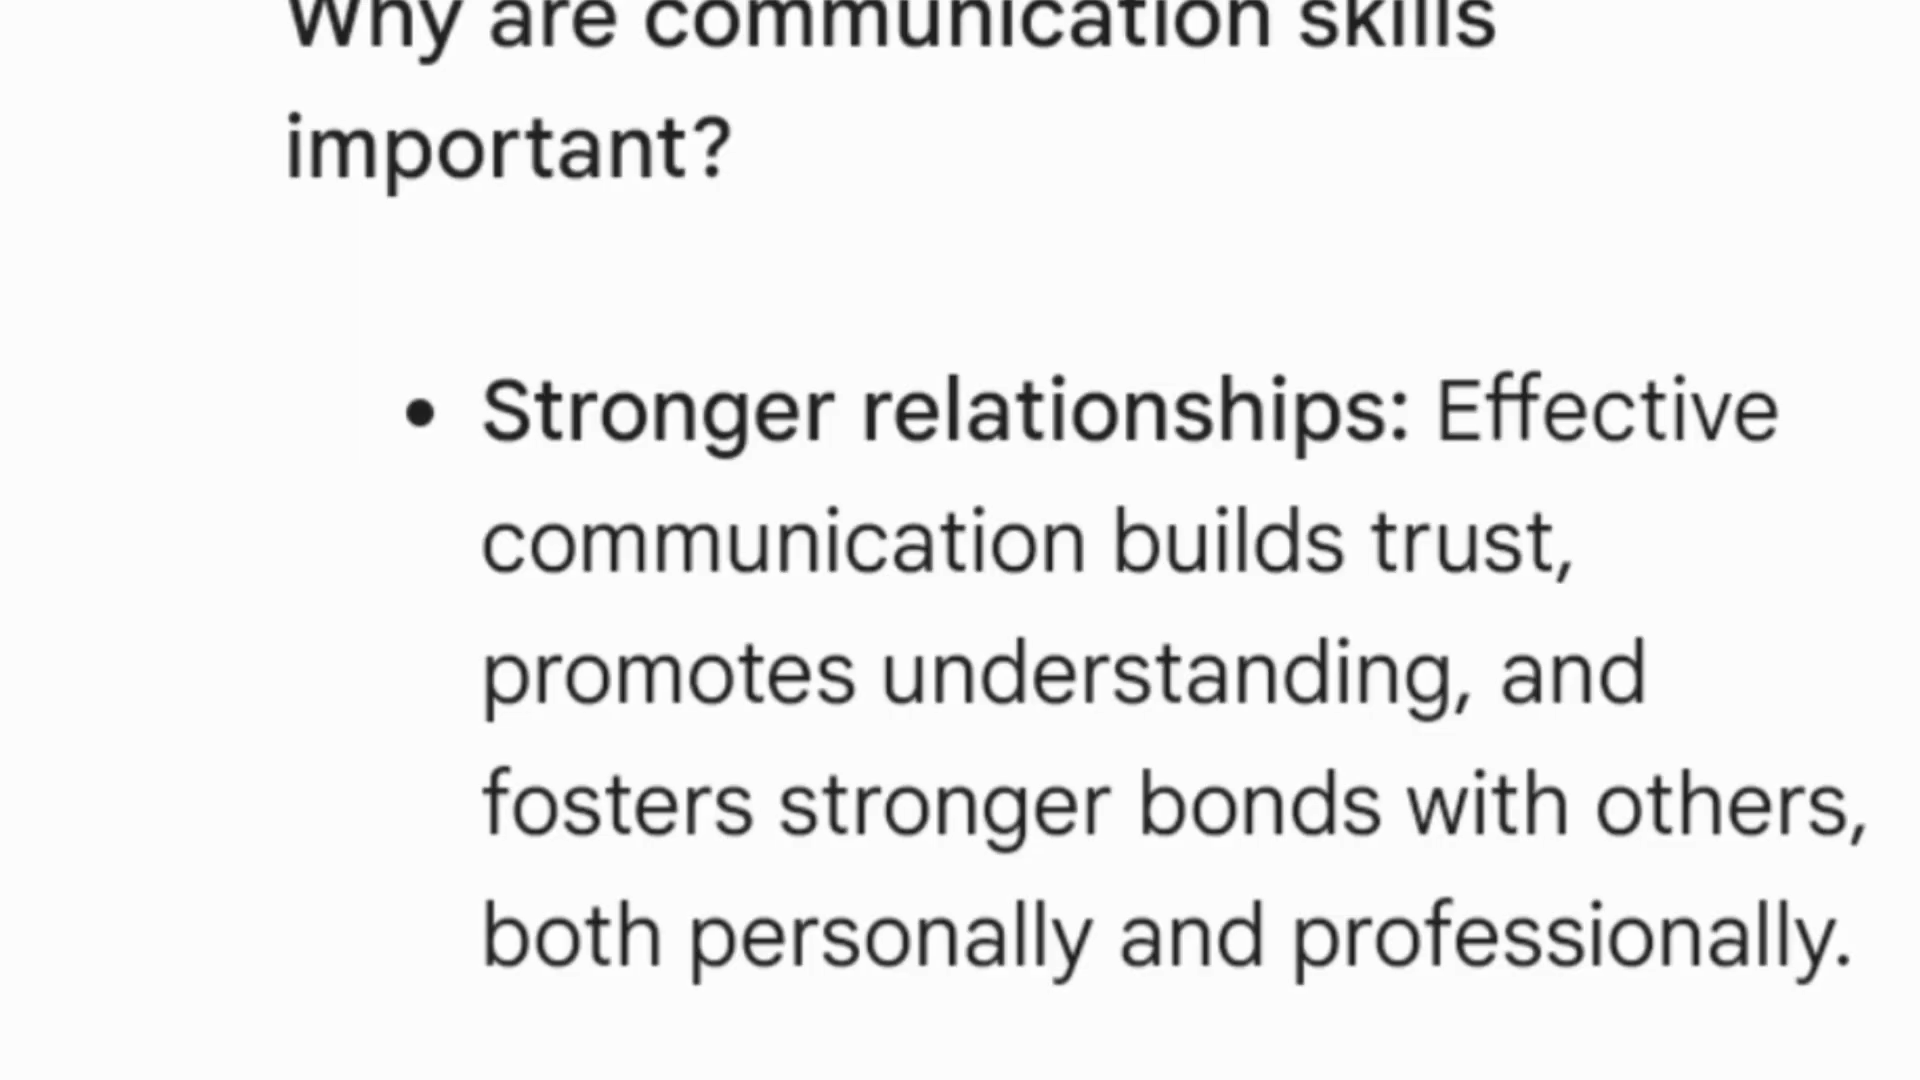 Why are communication skills
important?
• Stronger relationships: Effective
communication builds trust,
promotes understanding, and
fosters stronger bonds with others,
both personally and professionally.